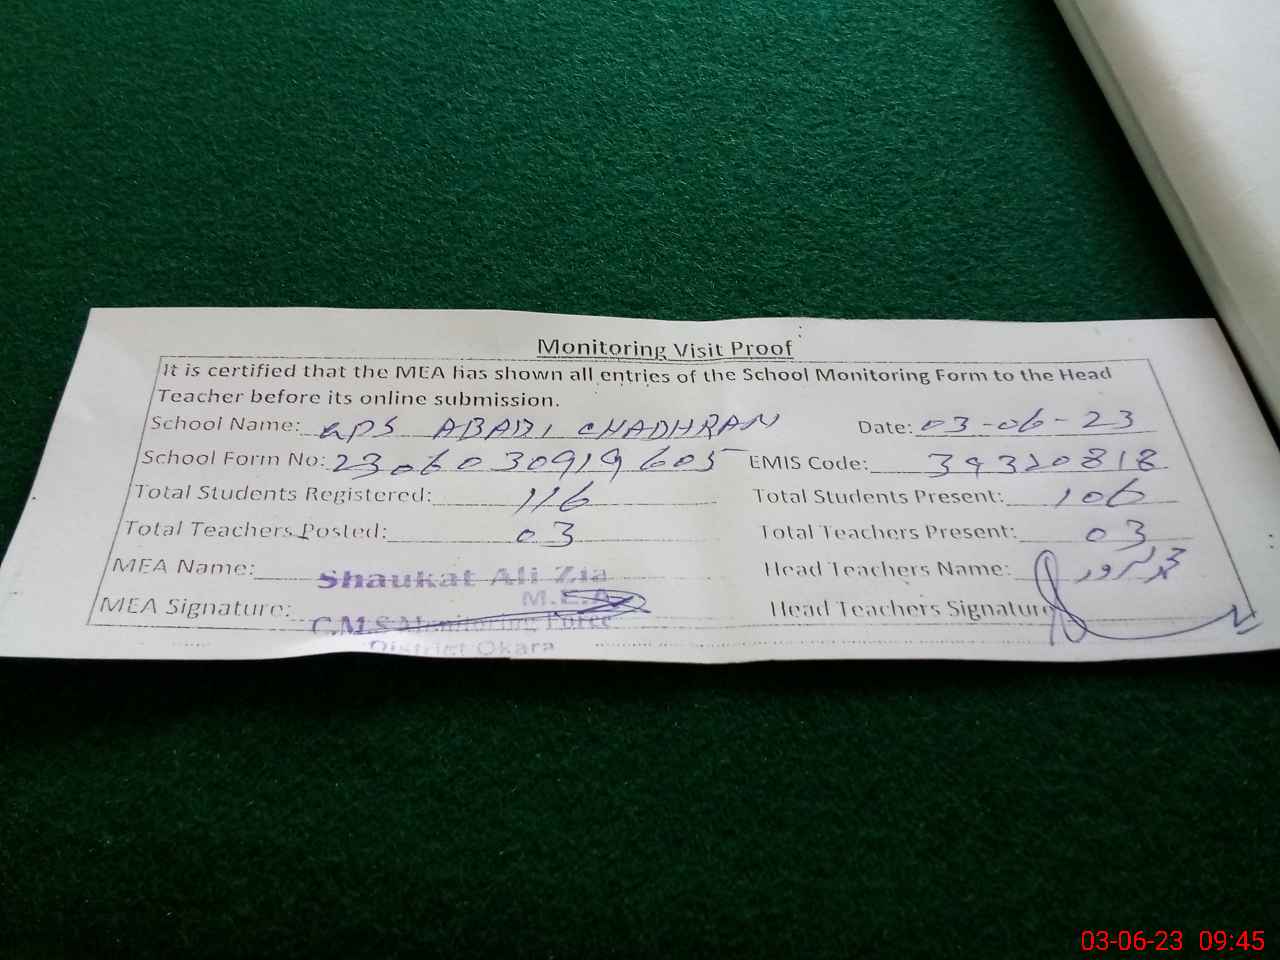 Monitoring Visit Proof
It is certified that the MEA has shown all entries of the School Monitoring Form to the Head
Teacher before its online submission.
School Name: GPS ABADI CHADHRAN Date: 03-06-23
School Form No: 2306030919605 EMIS Code: 39320818
Total Students Registered: 116 Total Students Present: 106
Total Teachers Posted: 03 Total Teachers Present: 03
MEA Name: Shaukat Ali Zia Head Teachers Name:
M.E.A
MEA Signature: Head Teachers Signature
C.M.S Monitoring Force
District Okara
03-06-23 09:45